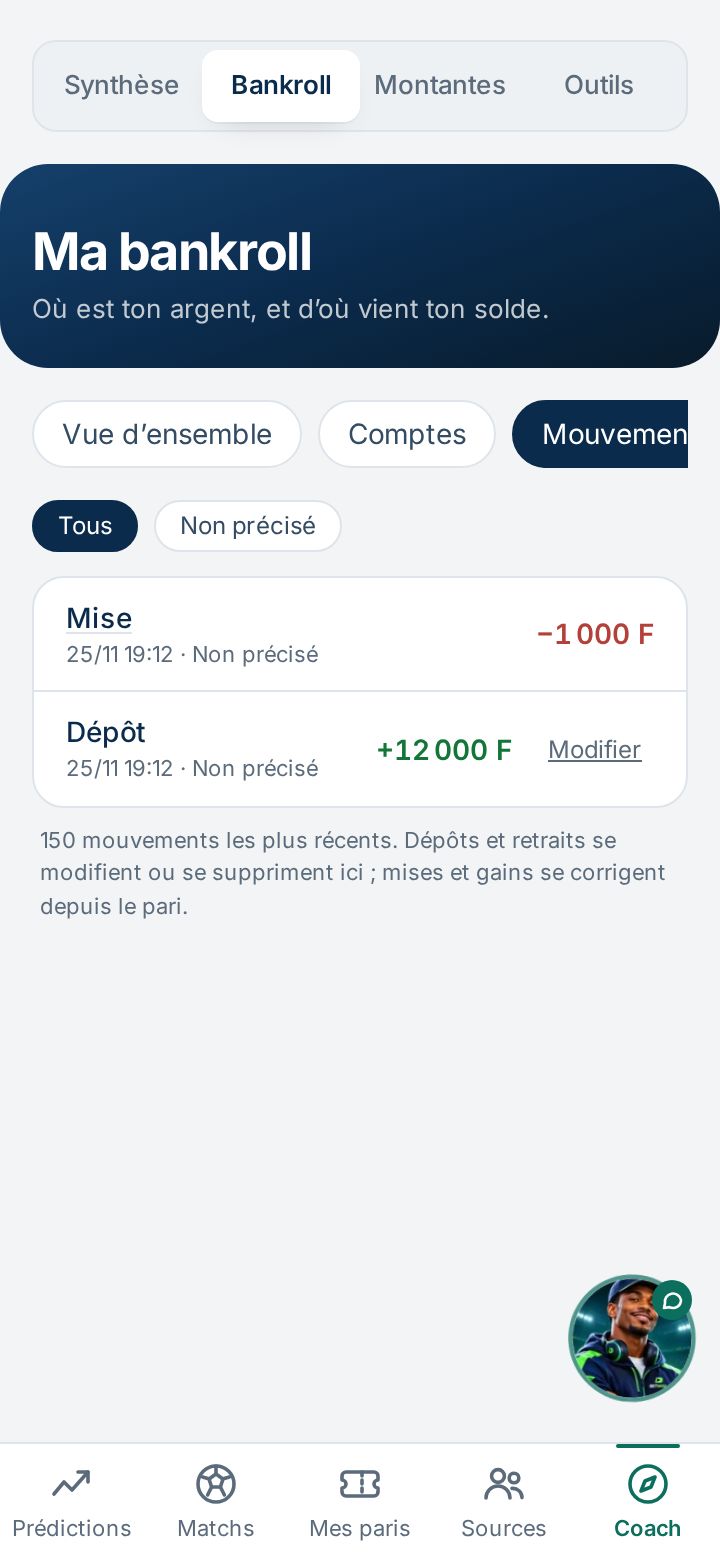 Synthèse Bankroll Montantes Outils
Ma bankroll
Où est ton argent, et d’où vient ton solde.
Vue d’ensemble Comptes Mouvemen
Tous Non précisé
Mise
−1 000 F
25/11 19:12 · Non précisé
Dépôt
+12 000 F Modifier
25/11 19:12 · Non précisé
150 mouvements les plus récents. Dépôts et retraits se
modifient ou se suppriment ici ; mises et gains se corrigent
depuis le pari.
Prédictions Matchs Mes paris Sources Coach